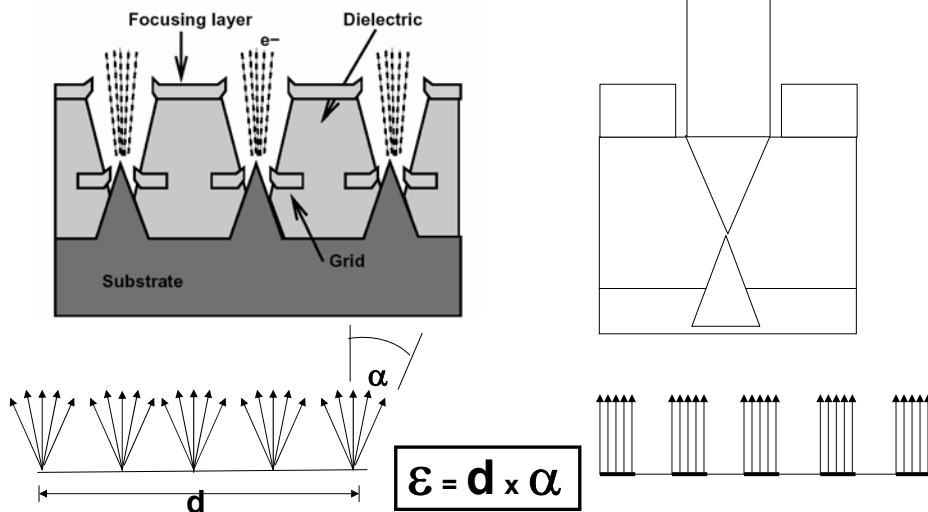 Focusing layer
Dielectric
e–
Grid
Substrate
α
d
ε = d x α